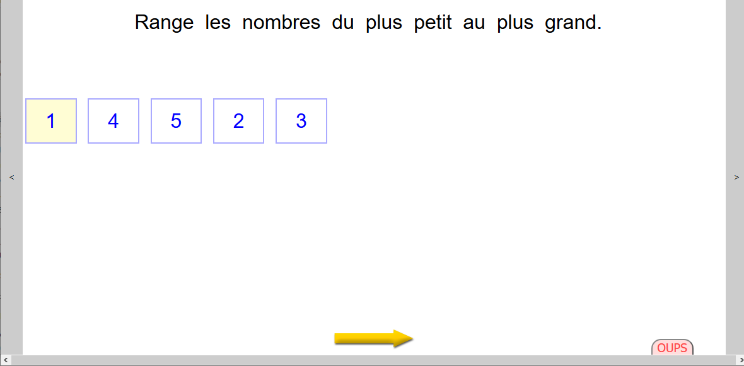 Range les nombres du plus petit au plus grand.
1 4 5 2 3
< >
OUPS
< >